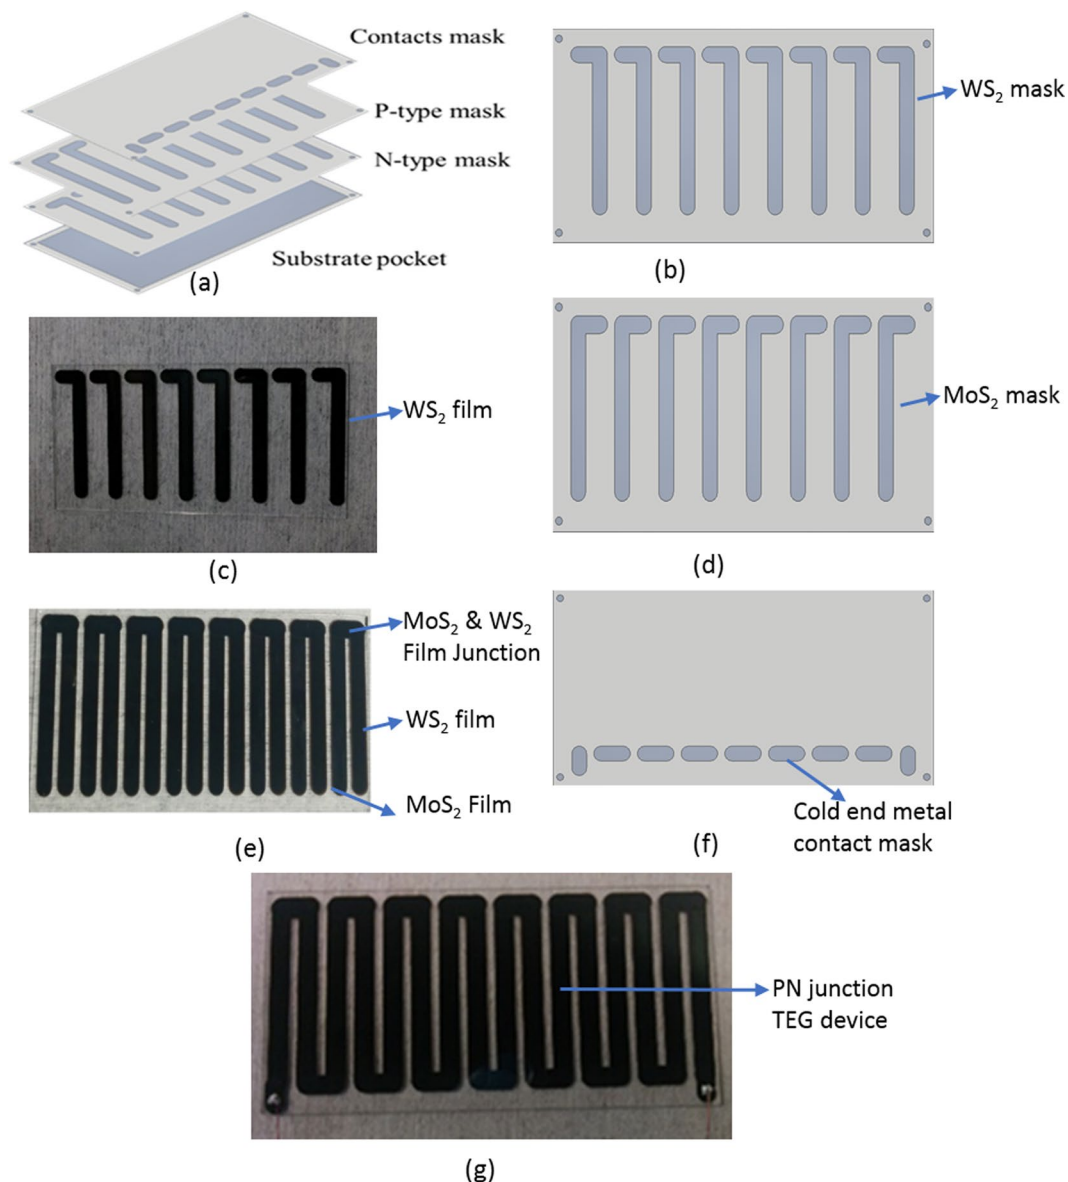 Contacts mask
P-type mask
N-type mask
Substrate pocket
(a)
WS₂ mask
(b)
WS₂ film
(c)
MoS₂ mask
(d)
MoS₂ & WS₂
Film Junction
WS₂ film
MoS₂ Film
(e)
Cold end metal
contact mask
(f)
PN junction
TEG device
(g)